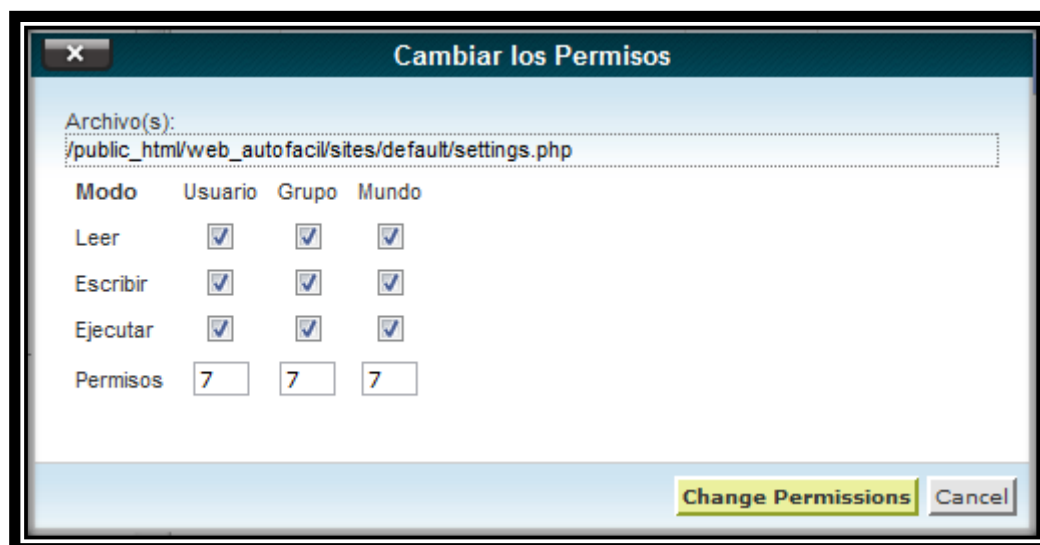 Cambiar los Permisos
Archivo(s):
/public_html/web_autofacil/sites/default/settings.php
Modo Usuario Grupo Mundo
Leer
Escribir
Ejecutar
Permisos 7 7 7
Change Permissions Cancel